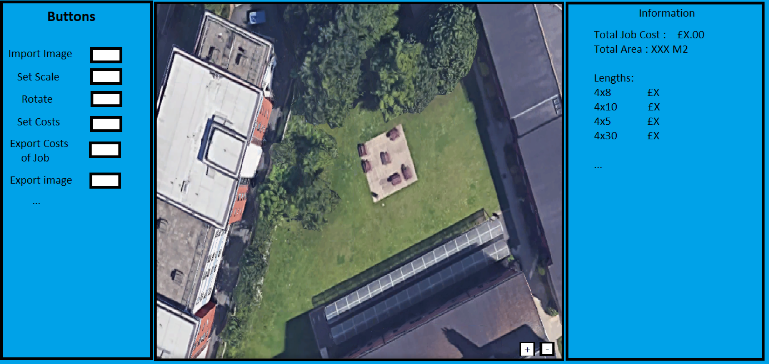 Buttons
Import Image
Set Scale
Rotate
Set Costs
Export Costs
of Job
Export image
...
+ -
Information
Total Job Cost : £X.00
Total Area : XXX M2
Lengths:
4x8 £X
4x10 £X
4x5 £X
4x30 £X
...